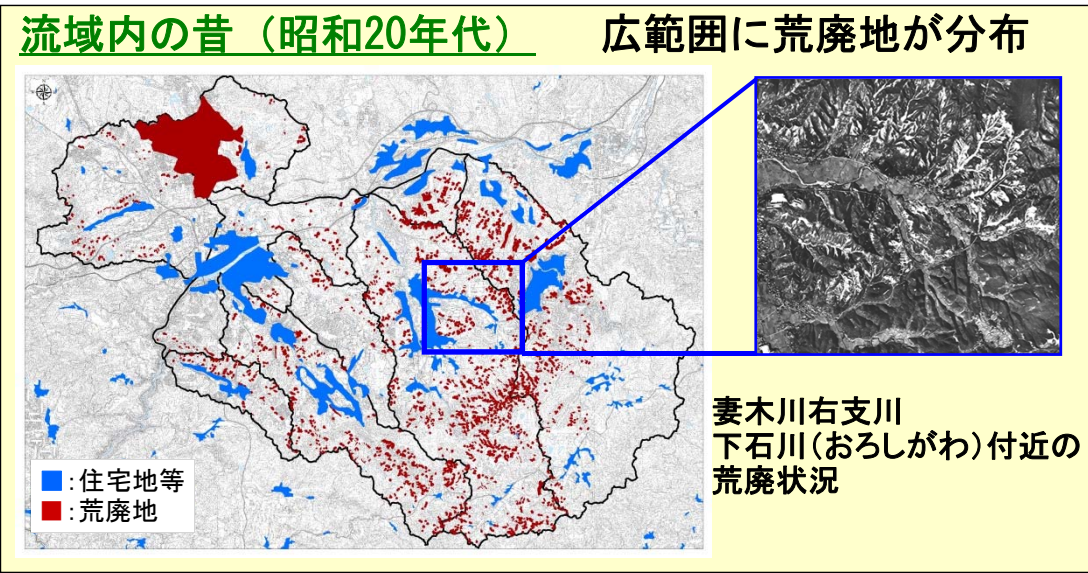 流域内の昔（昭和20年代）
広範囲に荒廃地が分布
妻木川右支川
下石川（おろしがわ）付近の
荒廃状況
：住宅地等
：荒廃地